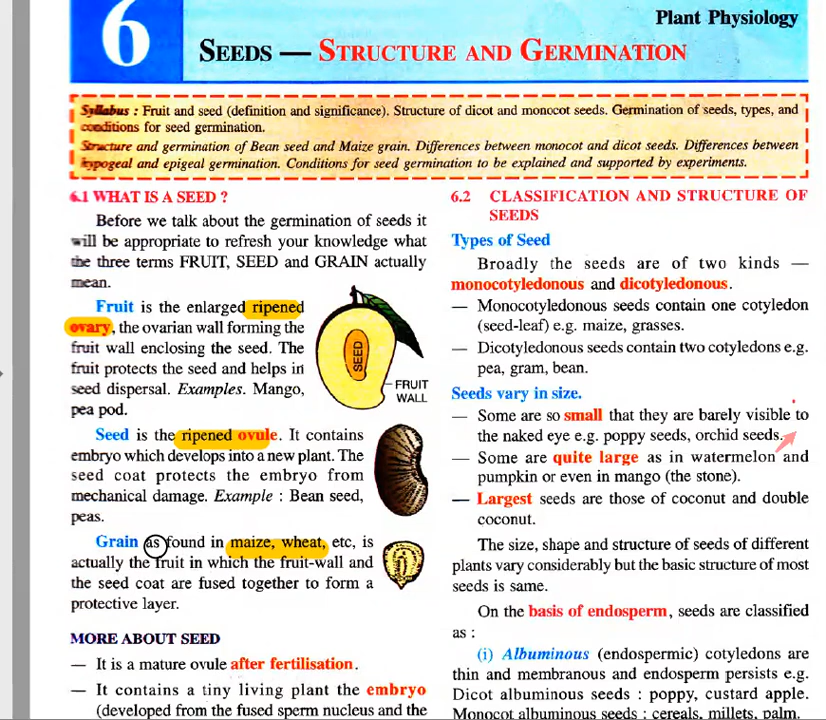 6
Plant Physiology
SEEDS — STRUCTURE AND GERMINATION
Syllabus : Fruit and seed (definition and significance). Structure of dicot and monocot seeds. Germination of seeds, types, and
conditions for seed germination.
Structure and germination of Bean seed and Maize grain. Differences between monocot and dicot seeds. Differences between
hypogeal and epigeal germination. Conditions for seed germination to be explained and supported by experiments.
6.1 WHAT IS A SEED ?
Before we talk about the germination of seeds it
will be appropriate to refresh your knowledge what
the three terms FRUIT, SEED and GRAIN actually
mean.
Fruit is the enlarged ripened
ovary, the ovarian wall forming the
fruit wall enclosing the seed. The
fruit protects the seed and helps in
seed dispersal. Examples. Mango,
pea pod.
SEED
FRUIT
WALL
Seed is the ripened ovule. It contains
embryo which develops into a new plant. The
seed coat protects the embryo from
mechanical damage. Example : Bean seed,
peas.
Grain as found in maize, wheat, etc, is
actually the fruit in which the fruit-wall and
the seed coat are fused together to form a
protective layer.
MORE ABOUT SEED
— It is a mature ovule after fertilisation.
— It contains a tiny living plant the embryo
(developed from the fused sperm nucleus and the
6.2 CLASSIFICATION AND STRUCTURE OF
SEEDS
Types of Seed
Broadly the seeds are of two kinds —
monocotyledonous and dicotyledonous.
— Monocotyledonous seeds contain one cotyledon
(seed-leaf) e.g. maize, grasses.
— Dicotyledonous seeds contain two cotyledons e.g.
pea, gram, bean.
Seeds vary in size.
— Some are so small that they are barely visible to
the naked eye e.g. poppy seeds, orchid seeds.
— Some are quite large as in watermelon and
pumpkin or even in mango (the stone).
— Largest seeds are those of coconut and double
coconut.
The size, shape and structure of seeds of different
plants vary considerably but the basic structure of most
seeds is same.
On the basis of endosperm, seeds are classified
as :
(i) Albuminous (endospermic) cotyledons are
thin and membranous and endosperm persists e.g.
Dicot albuminous seeds : poppy, custard apple.
Monocot albuminous seeds : cereals, millets, palm.